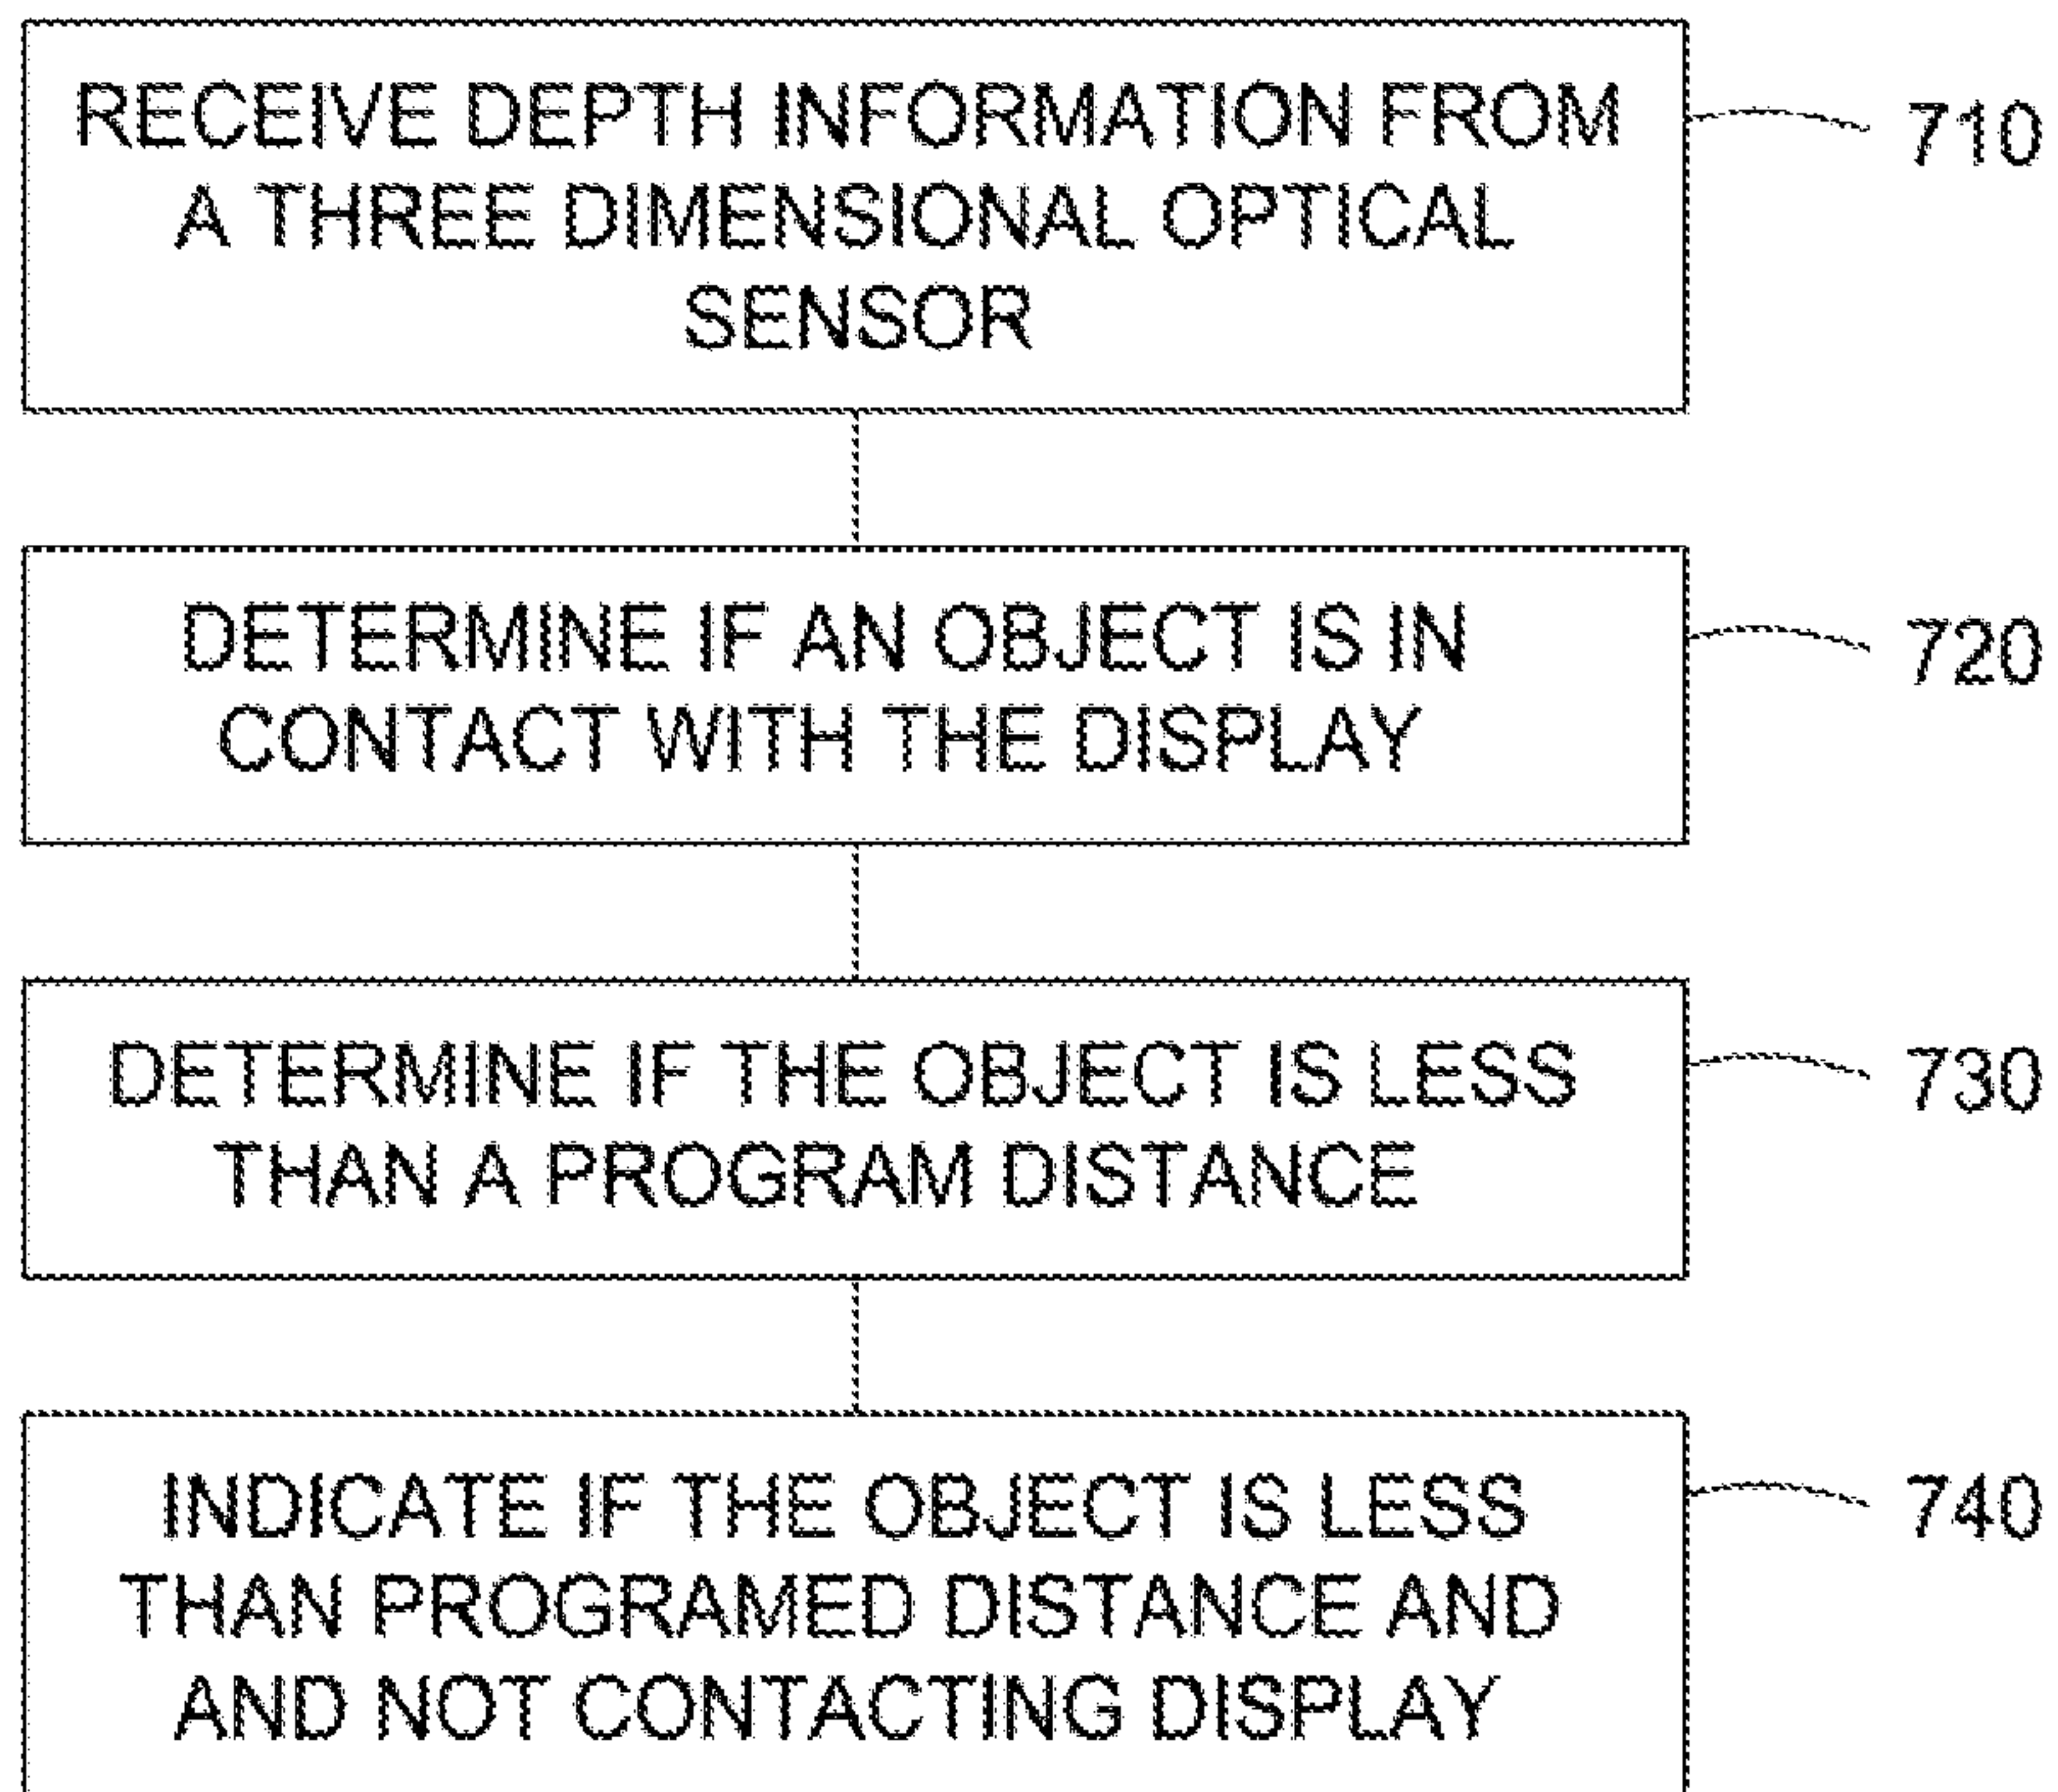 RECEIVE DEPTH INFORMATION FROM
A THREE DIMENSIONAL OPTICAL
SENSOR
710
DETERMINE IF AN OBJECT IS IN
CONTACT WITH THE DISPLAY
720
DETERMINE IF THE OBJECT IS LESS
THAN A PROGRAM DISTANCE
730
INDICATE IF THE OBJECT IS LESS
THAN PROGRAMED DISTANCE AND
AND NOT CONTACTING DISPLAY
740